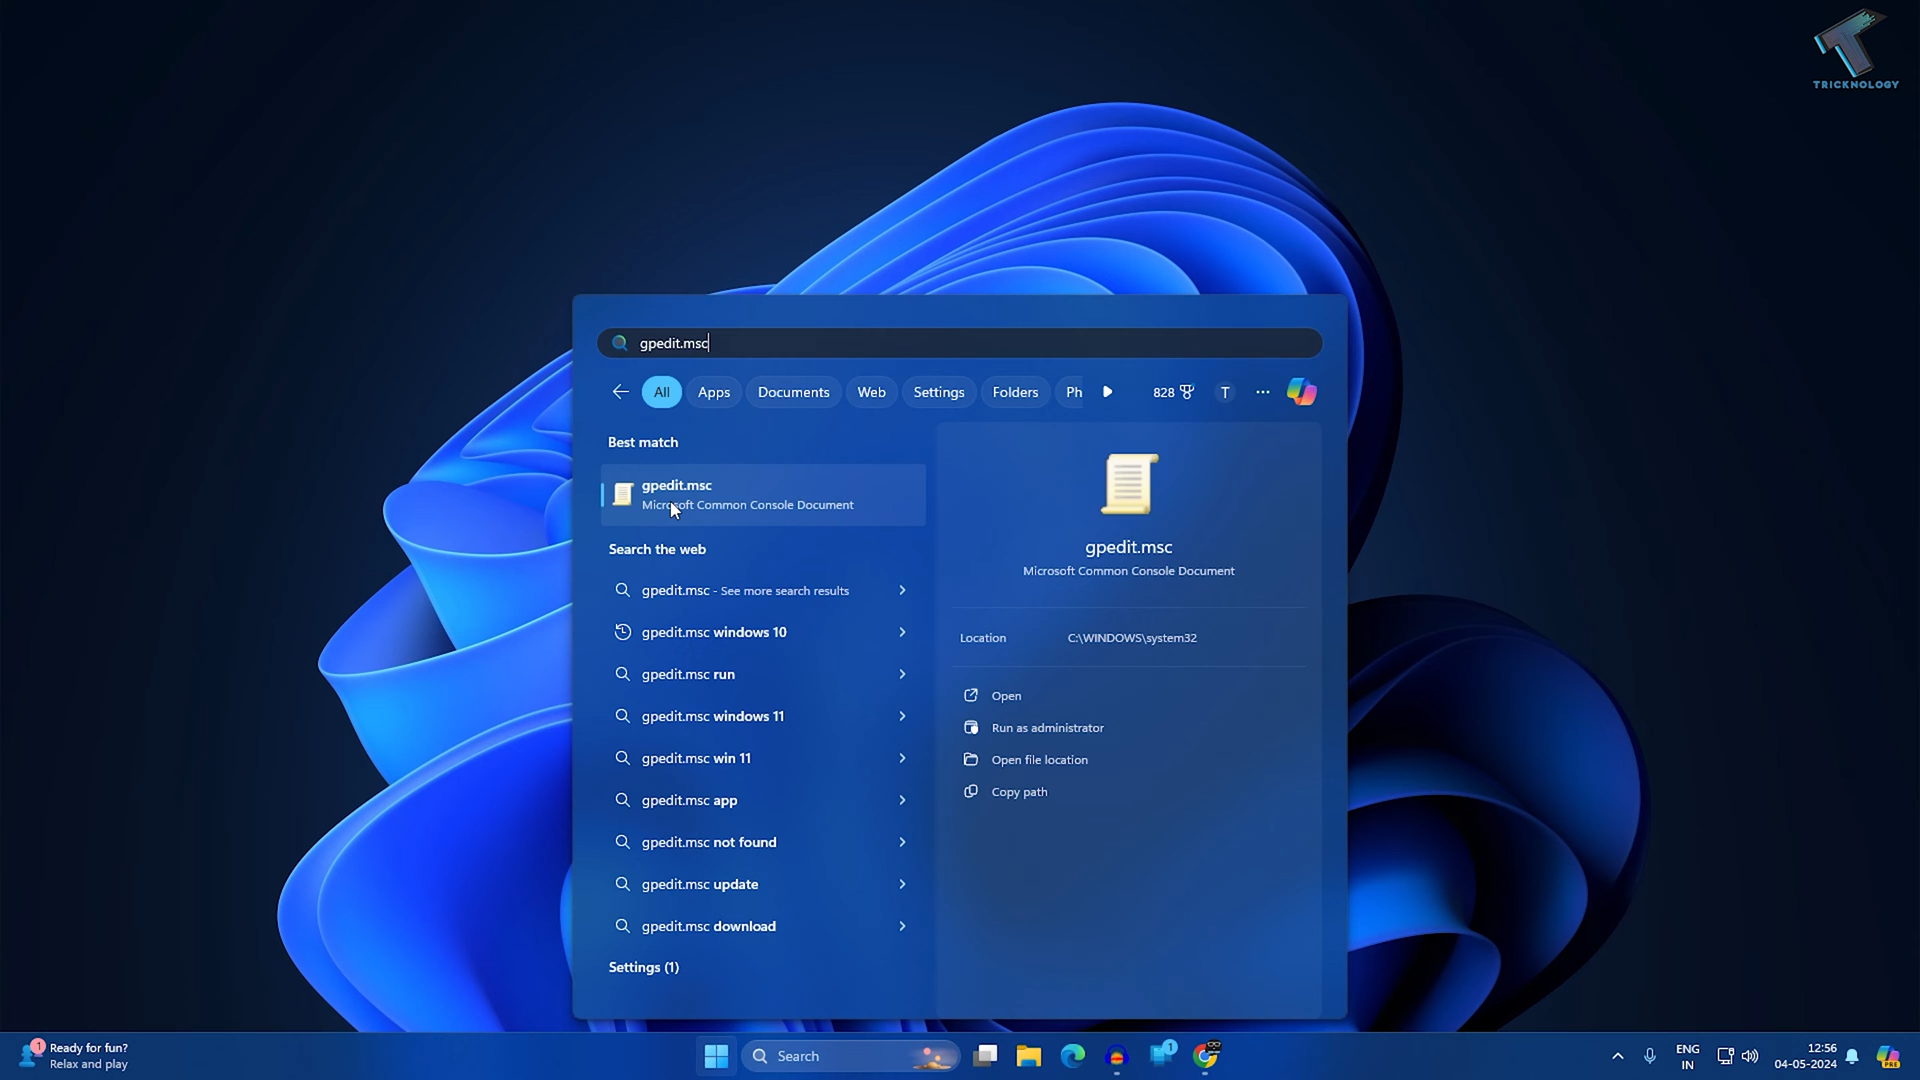 TRICKNOLOGY
gpedit.msc
All Apps Documents Web Settings Folders Ph 828 T
Best match
gpedit.msc
Microsoft Common Console Document
Search the web
gpedit.msc - See more search results
gpedit.msc windows 10
gpedit.msc run
gpedit.msc windows 11
gpedit.msc win 11
gpedit.msc app
gpedit.msc not found
gpedit.msc update
gpedit.msc download
Settings (1)
gpedit.msc
Microsoft Common Console Document
Location C:\WINDOWS\system32
Open
Run as administrator
Open file location
Copy path
1
Ready for fun?
Relax and play
Search
1
ENG
IN
12:56
04-05-2024
PRE